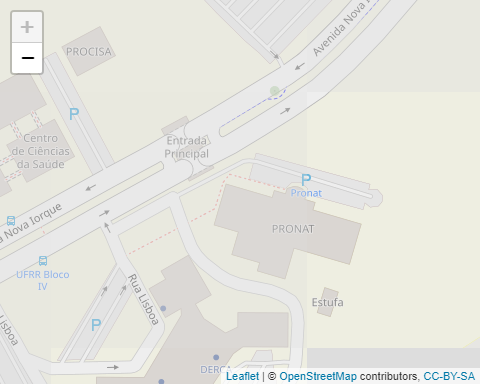 +
−
PROCISA
Avenida Nova I
P
Centro
de Ciências
da Saúde
Entrada
Principal
P
Pronat
a Nova Iorque
PRONAT
UFRR Bloco
IV
Rua Lisboa
Estufa
Lisboa
P
DERCA
Leaflet | © OpenStreetMap contributors, CC-BY-SA